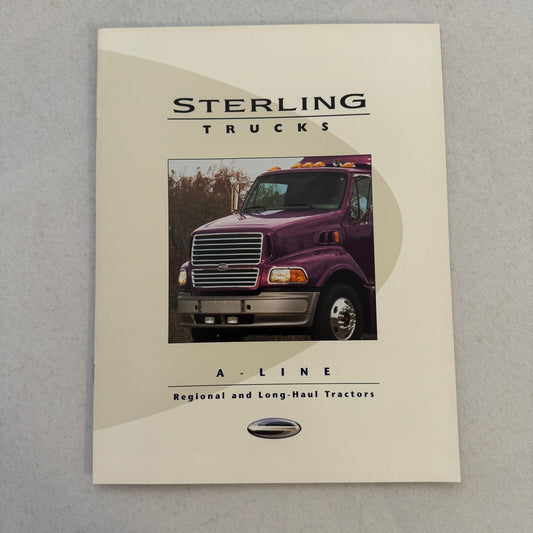 STERLING
TRUCKS
A-LINE
Regional and Long-Haul Tractors